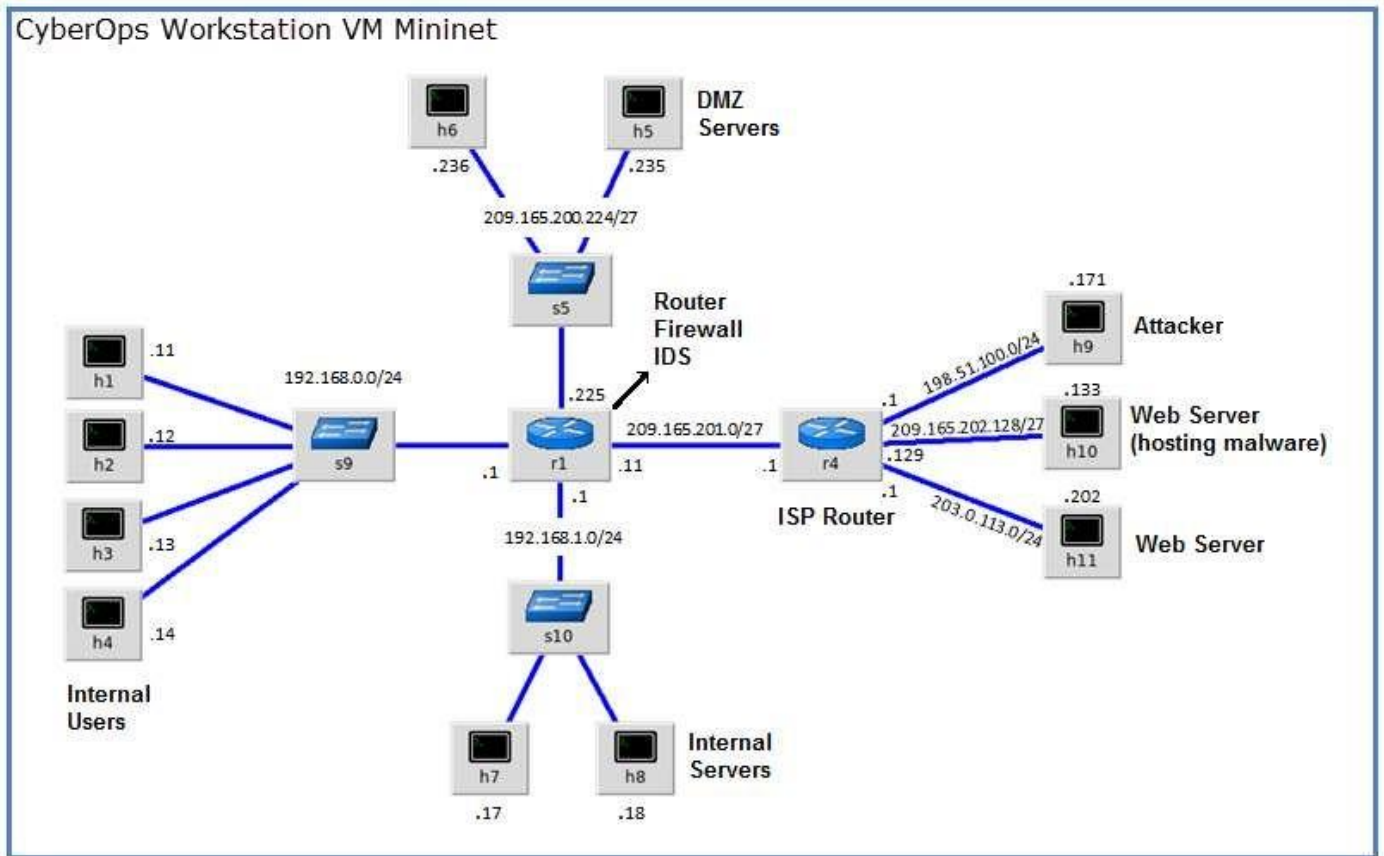 CyberOps Workstation VM Mininet
h6
.236
h5
.235
DMZ
Servers
209.165.200.224/27
s5
Router
Firewall
IDS
.225
h1
.11
h2
.12
h3
.13
h4
.14
Internal
Users
192.168.0.0/24
s9
.1
r1
.11
209.165.201.0/27
.1
r4
ISP Router
.1
198.51.100.0/24
.171
h9
Attacker
.129
209.165.202.128/27
.133
h10
Web Server
(hosting malware)
.1
203.0.113.0/24
.202
h11
Web Server
.1
192.168.1.0/24
s10
h7
.17
h8
.18
Internal
Servers